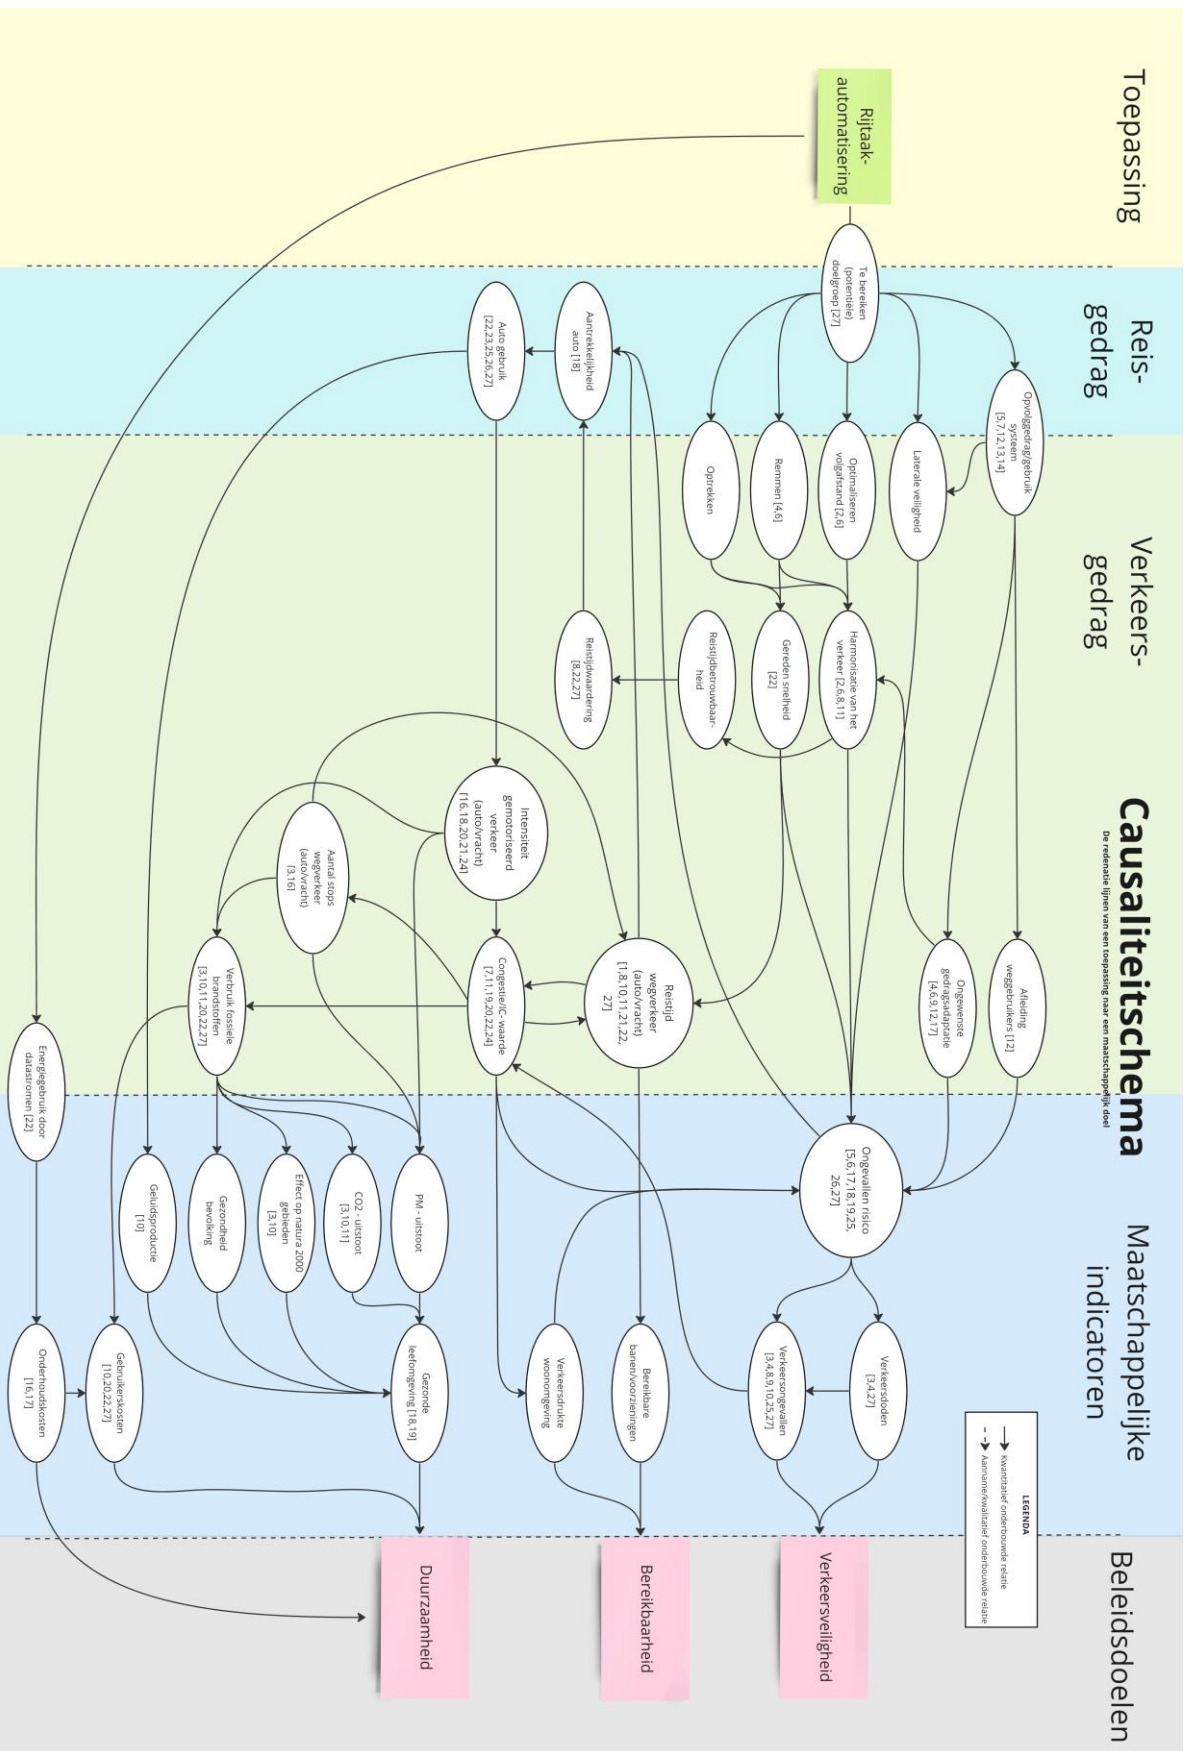 Causaliteitschema
De redenatie lijnen van een toepassing naar een maatschappelijk doel
Toepassing
Reis-
gedrag
Verkeers-
gedrag
Maatschappelijke
indicatoren
Beleidsdoelen
LEGENDA
Kwantitatief onderbouwde relatie
Aanname/kwalitatief onderbouwde relatie
Rijtaak-
automatisering
Te bereiken
(potentiële)
doelgroep [27]
Opvolggedrag/gebruik
systeem
[5,7,12,13,14]
Laterale veiligheid
Optimaliseren
volgafstand [2,6]
Remmen [4,6]
Optrekken
Aantrekkelijkheid
auto [18]
Auto gebruik
[22,23,25,26,27]
Harmonisatie van het
verkeer [2,6,8,11]
Gereden snelheid
[22]
Reistijdbetrouwbaar-
heid
Reistijdwaardering
[8,22,27]
Intensiteit
gemotoriseerd
verkeer
(auto/vracht)
[16,18,20,21,24]
Aantal stops
wegverkeer
(auto/vracht)
[3,16]
Afleiding
weggebruikers [12]
Ongewenste
gedragsadaptatie
[4,6,9,12,17]
Reistijd
wegverkeer
(auto/vracht)
[1,8,10,11,21,22,
27]
Congestie/IC- waarde
[7,11,19,20,22,24]
Verbruik fossiele
brandstoffen
[3,10,11,20,22,27]
Energiegebruik door
datastromen [22]
Ongevallen risico
[5,6,17,18,19,25,
26,27]
PM - uitstoot
CO2 - uitstoot
[3,10,11]
Effect op natura 2000
gebieden
[3,10]
Gezondheid
bevolking
Geluidsproductie
[10]
Verkeersdoden
[3,4,27]
Verkeersongevallen
[3,4,8,9,10,25,27]
Bereikbare
banen/voorzieningen
Verkeersdrukte
woonomgeving
Gezonde
leefomgeving [18,19]
Gebruikerskosten
[10,20,22,27]
Onderhoudskosten
[16,17]
Verkeersveiligheid
Bereikbaarheid
Duurzaamheid